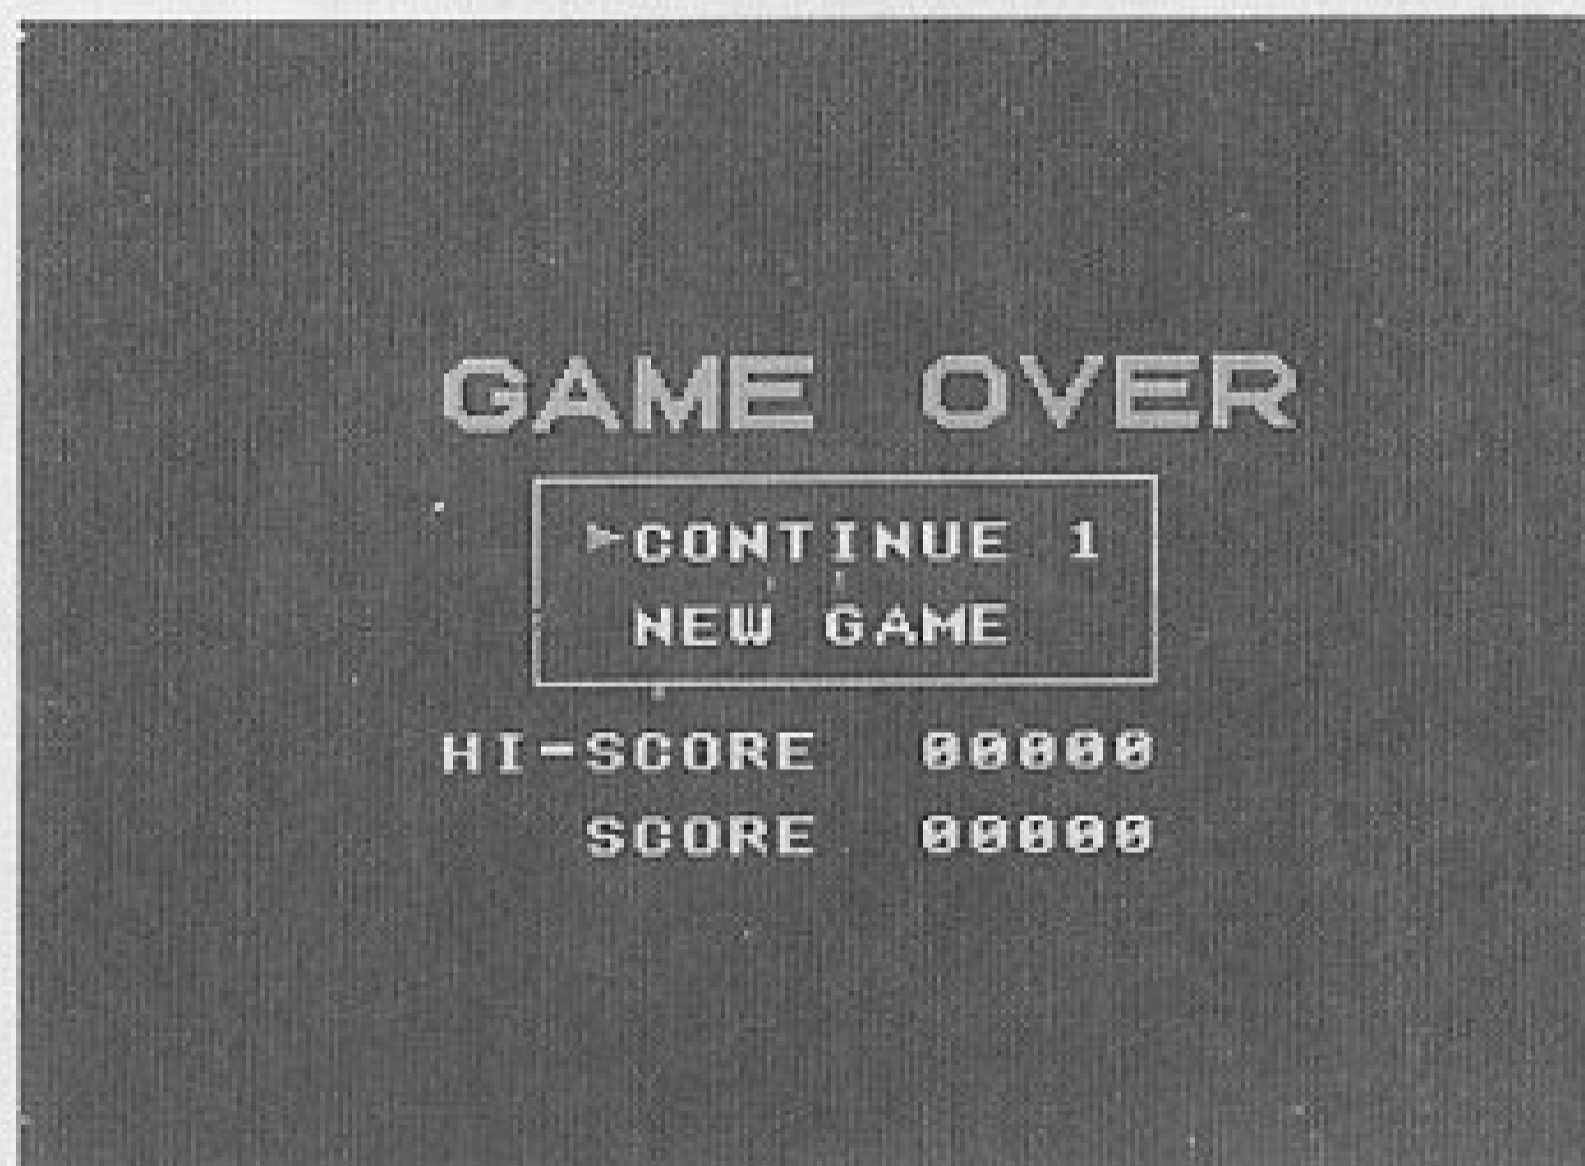 GAME OVER
►CONTINUE 1
NEW GAME
HI-SCORE 00000
SCORE 00000